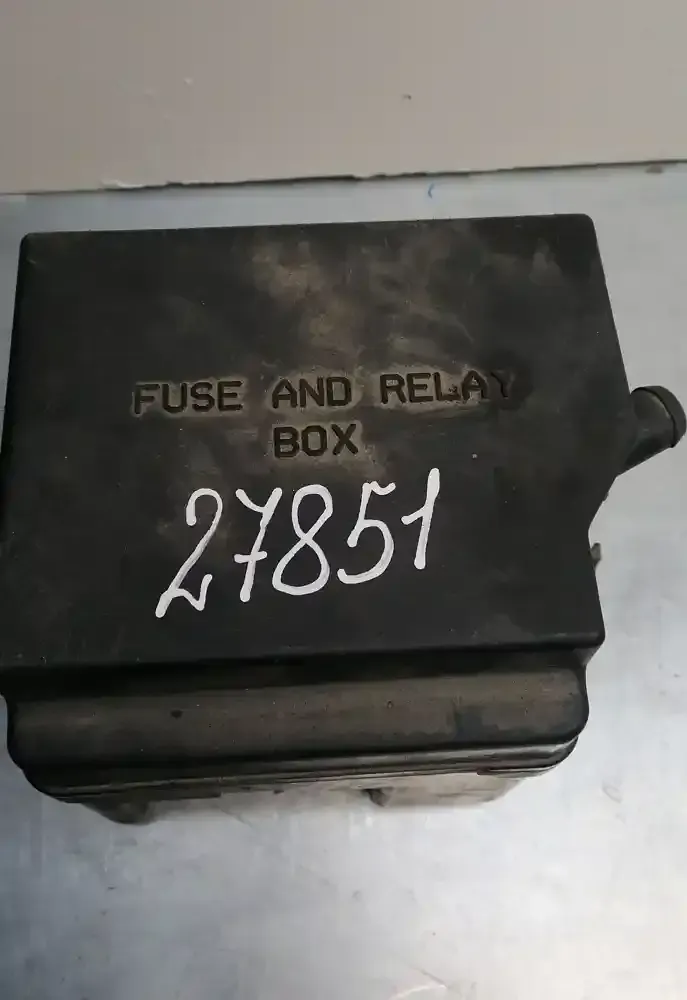 FUSE AND RELAY
BOX
27851